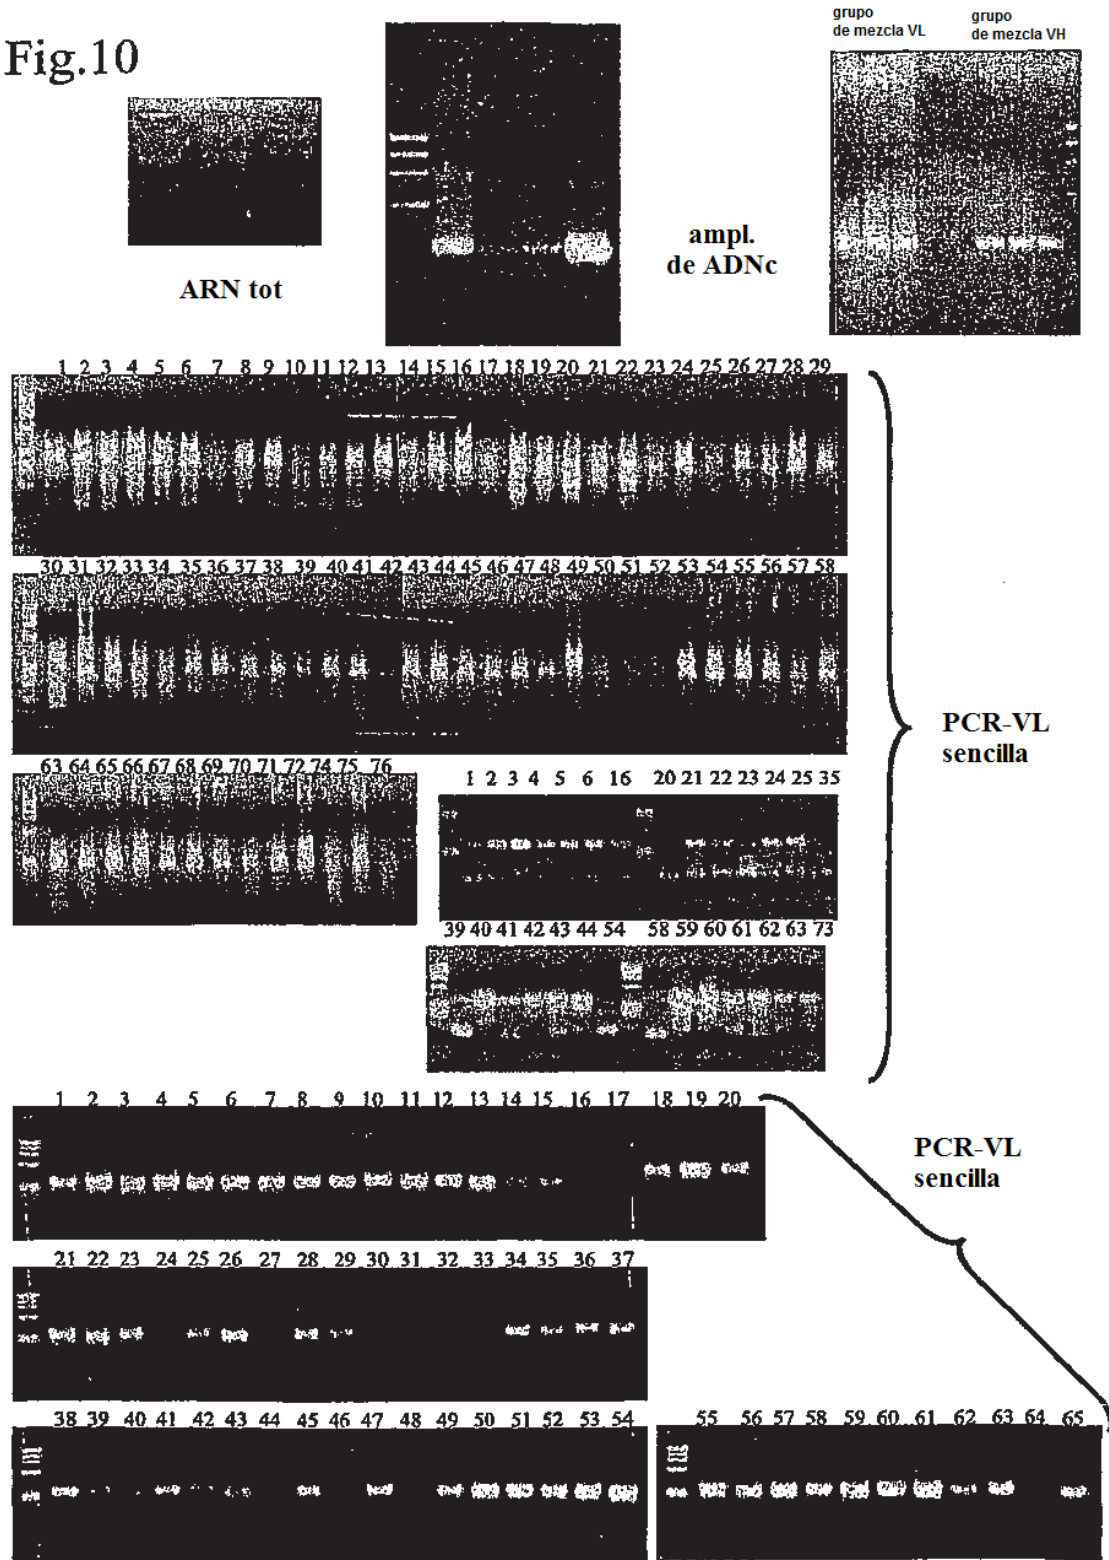 Fig.10
grupo
de mezcla VL
grupo
de mezcla VH
ARN tot
ampl.
de ADNc
1 2 3 4 5 6 7 8 9 10 11 12 13 14 15 16 17 18 19 20 21 22 23 24 25 26 27 28 29
30 31 32 33 34 35 36 37 38 39 40 41 42 43 44 45 46 47 48 49 50 51 52 53 54 55 56 57 58
PCR-VL
sencilla
63 64 65 66 67 68 69 70 71 72 74 75 76
1 2 3 4 5 6 16 20 21 22 23 24 25 35
39 40 41 42 43 44 54 58 59 60 61 62 63 73
1 2 3 4 5 6 7 8 9 10 11 12 13 14 15 16 17 18 19 20
PCR-VL
sencilla
21 22 23 24 25 26 27 28 29 30 31 32 33 34 35 36 37
38 39 40 41 42 43 44 45 46 47 48 49 50 51 52 53 54
55 56 57 58 59 60 61 62 63 64 65